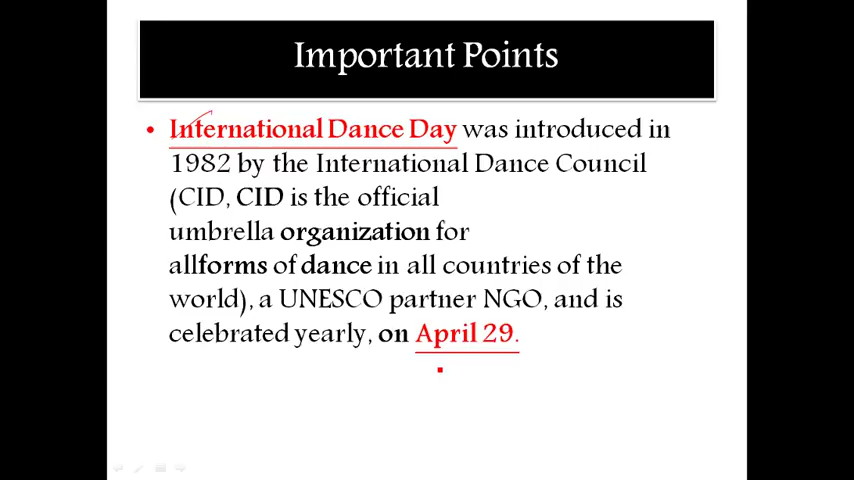 Important Points
• International Dance Day was introduced in
1982 by the International Dance Council
(CID, CID is the official
umbrella organization for
allforms of dance in all countries of the
world), a UNESCO partner NGO, and is
celebrated yearly, on April 29.